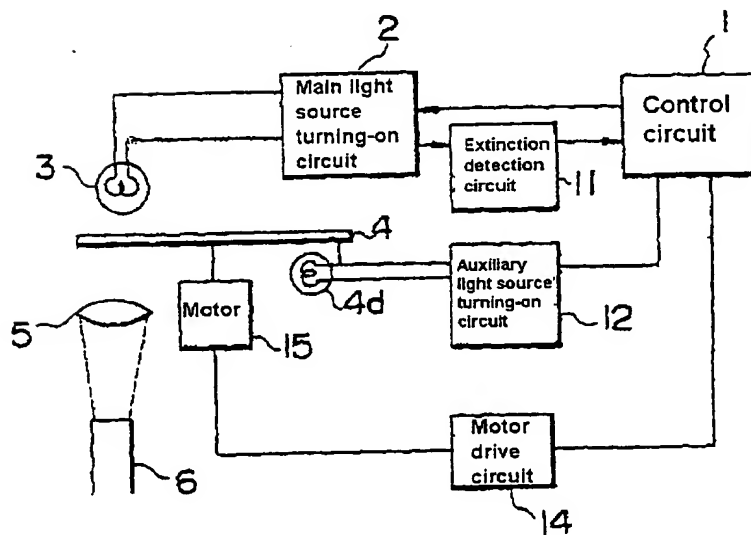 1
2
Main light
source
turning-on
circuit
Control
circuit
3
Extinction
detection
circuit
11
4
4d
Auxiliary
light source
turning-on
circuit
12
5
Motor
15
6
Motor
drive
circuit
14